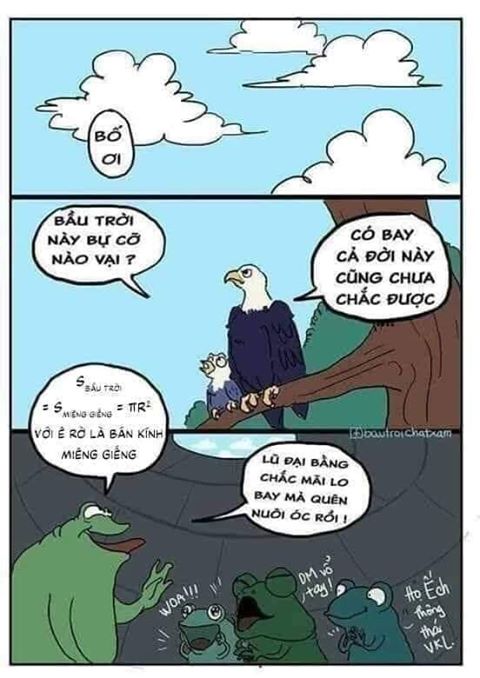 BỐ
ƠI
BẦU TRỜI
NÀY BỰ CỠ
NÀO VẠI ?
CÓ BAY
CẢ ĐỜI NÀY
CŨNG CHƯA
CHẮC ĐƯỢC
bautroichatxam
S BẦU TRỜI
= S MIỆNG GIẾNG = πR²
VỚI Ê RỜ LÀ BÁN KÍNH
MIỆNG GIẾNG
LŨ ĐẠI BÀNG
CHẮC MÃI LO
BAY MÀ QUÊN
NUÔI ÓC RỒI !
WOA!!!
ĐM vỗ
tay!
Ho Ếch
thông
thái
VKL